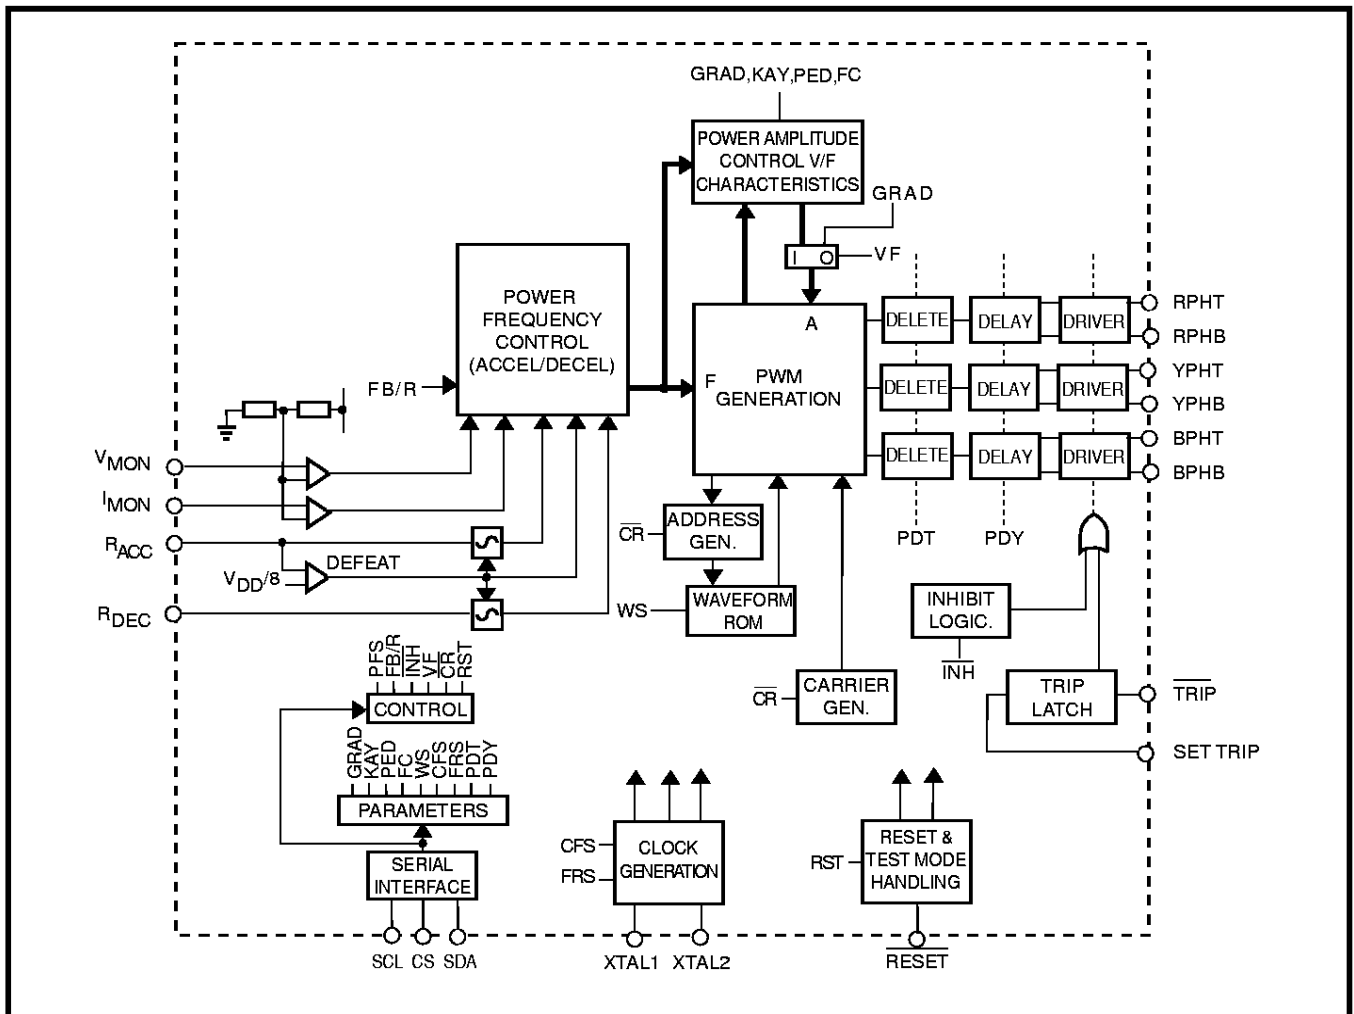 GRAD,KAY,PED,FC
POWER AMPLITUDE
CONTROL V/F
CHARACTERISTICS
GRAD
I O
VF
POWER
FREQUENCY
CONTROL
(ACCEL/DECEL)
FB/R
A
F
PWM
GENERATION
DELETE
DELAY
DRIVER
RPHT
RPHB
DELETE
DELAY
DRIVER
YPHT
YPHB
DELETE
DELAY
DRIVER
BPHT
BPHB
PDT
PDY
VMON
IMON
RACC
DEFEAT
VDD/8
RDEC
CR
ADDRESS
GEN.
WS
WAVEFORM
ROM
CR
CARRIER
GEN.
INHIBIT
LOGIC.
INH
TRIP
LATCH
TRIP
SET TRIP
PFS
FB/R
INH
VF
CR
RST
CONTROL
GRAD
KAY
PED
FC
WS
CFS
FRS
PDT
PDY
PARAMETERS
SERIAL
INTERFACE
SCL
CS
SDA
CFS
FRS
CLOCK
GENERATION
XTAL1
XTAL2
RST
RESET &
TEST MODE
HANDLING
RESET